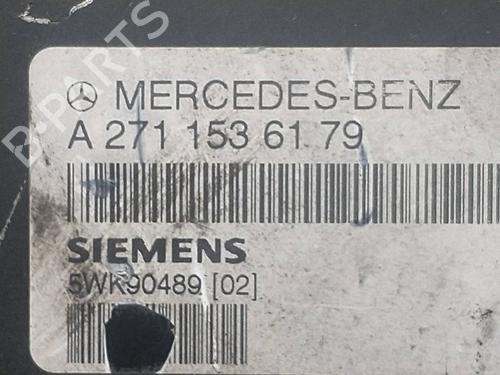 B-PARTS
MERCEDES-BENZ
A 271 153 61 79
SIEMENS
5WK90489 [02]